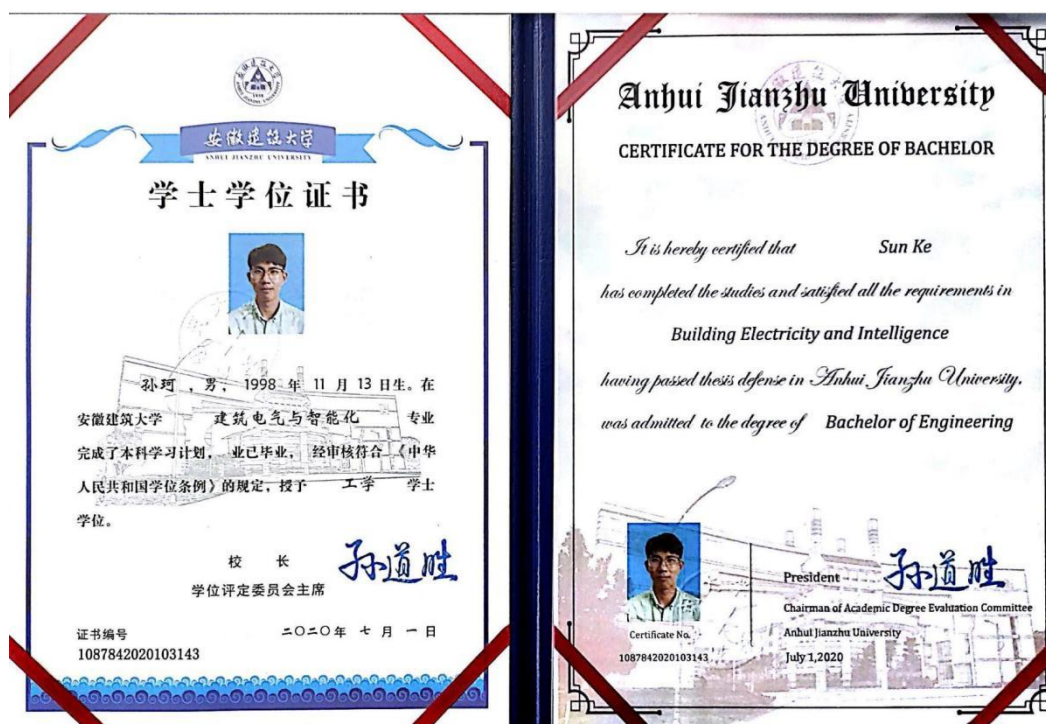 安徽建筑大学
ANHUI JIANZHU UNIVERSITY
学士学位证书
孙珂 ，男， 1998 年 11 月 13 日生。在
安徽建筑大学 建筑电气与智能化 专业
完成了本科学习计划， 业已毕业， 经审核符合 《中华
人民共和国学位条例》的规定，授予 工学 学士
学位。
校 长 孙道胜
学位评定委员会主席
证书编号 二〇二〇年 七 月 一 日
1087842020103143
Anhui Jianzhu University
CERTIFICATE FOR THE DEGREE OF BACHELOR
It is hereby certified that Sun Ke
has completed the studies and satisfied all the requirements in
Building Electricity and Intelligence
having passed thesis defense in Anhui Jianzhu University.
was admitted to the degree of Bachelor of Engineering
President 孙道胜
Chairman of Academic Degree Evaluation Committee
Certificate No. Anhui Jianzhu University
1087842020103143 July 1,2020